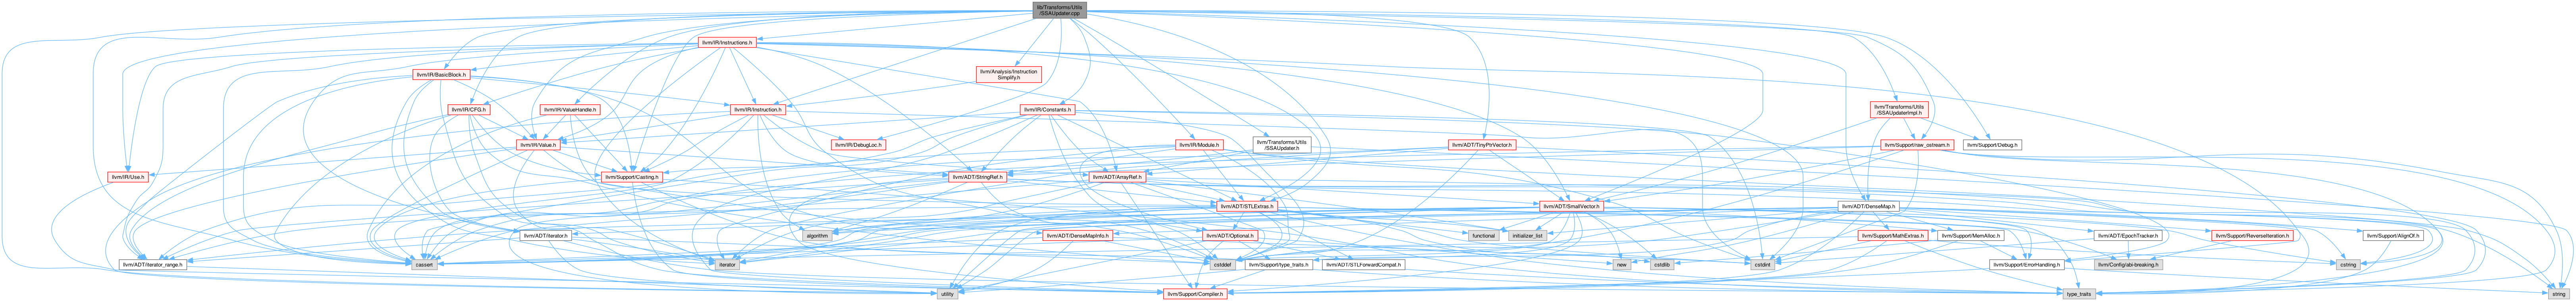 lib/Transforms/Utils
/SSAUpdater.cpp
llvm/IR/Instructions.h
llvm/IR/BasicBlock.h
llvm/Analysis/Instruction
Simplify.h
llvm/IR/CFG.h
llvm/IR/ValueHandle.h
llvm/IR/Instruction.h
llvm/IR/Constants.h
llvm/Transforms/Utils
/SSAUpdaterImpl.h
llvm/IR/Value.h
llvm/IR/DebugLoc.h
llvm/IR/Module.h
llvm/Transforms/Utils
/SSAUpdater.h
llvm/ADT/TinyPtrVector.h
llvm/Support/raw_ostream.h
llvm/Support/Debug.h
llvm/IR/Use.h
llvm/Support/Casting.h
llvm/ADT/StringRef.h
llvm/ADT/ArrayRef.h
llvm/ADT/STLExtras.h
llvm/ADT/SmallVector.h
llvm/ADT/DenseMap.h
llvm/ADT/iterator.h
algorithm
llvm/ADT/DenseMapInfo.h
llvm/ADT/Optional.h
functional
initializer_list
llvm/Support/MathExtras.h
llvm/Support/MemAlloc.h
llvm/ADT/EpochTracker.h
llvm/Support/ReverseIteration.h
llvm/Support/AlignOf.h
llvm/ADT/iterator_range.h
cassert
iterator
cstddef
llvm/Support/type_traits.h
llvm/ADT/STLForwardCompat.h
new
cstdlib
cstdint
llvm/Support/ErrorHandling.h
llvm/Config/abi-breaking.h
cstring
utility
llvm/Support/Compiler.h
type_traits
string